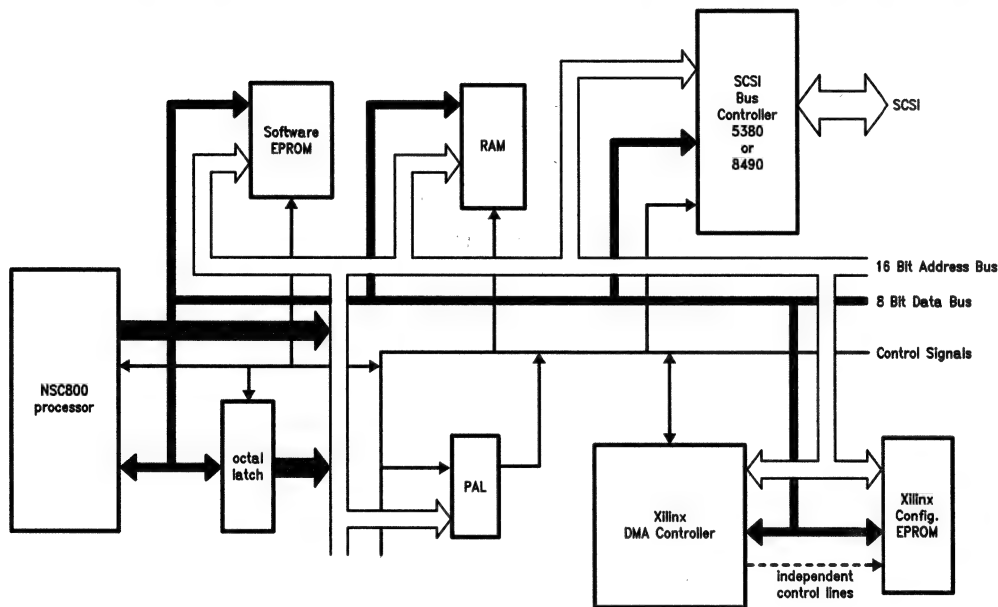 SCSI
Bus
Controller
5380
or
8490
SCSI
Software
EPROM
RAM
16 Bit Address Bus
8 Bit Data Bus
Control Signals
NSC800
processor
octal
latch
PAL
Xilinx
DMA Controller
Xilinx
Config.
EPROM
independent
control lines